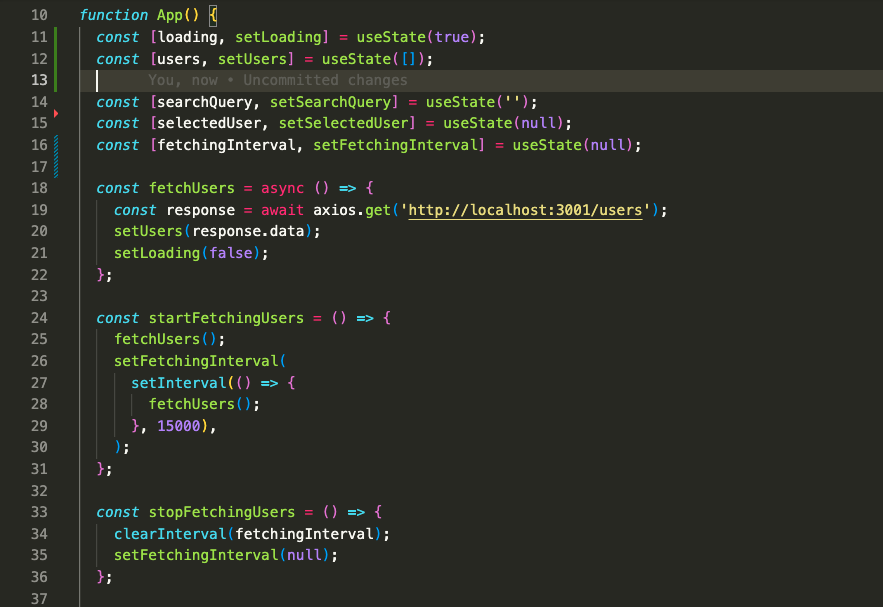 10 function App() {
11 const [loading, setLoading] = useState(true);
12 const [users, setUsers] = useState([]);
13 You, now • Uncommitted changes
14 const [searchQuery, setSearchQuery] = useState('');
15 const [selectedUser, setSelectedUser] = useState(null);
16 const [fetchingInterval, setFetchingInterval] = useState(null);
17
18 const fetchUsers = async () => {
19 const response = await axios.get('http://localhost:3001/users');
20 setUsers(response.data);
21 setLoading(false);
22 };
23
24 const startFetchingUsers = () => {
25 fetchUsers();
26 setFetchingInterval(
27 setInterval(() => {
28 fetchUsers();
29 }, 15000),
30 );
31 };
32
33 const stopFetchingUsers = () => {
34 clearInterval(fetchingInterval);
35 setFetchingInterval(null);
36 };
37